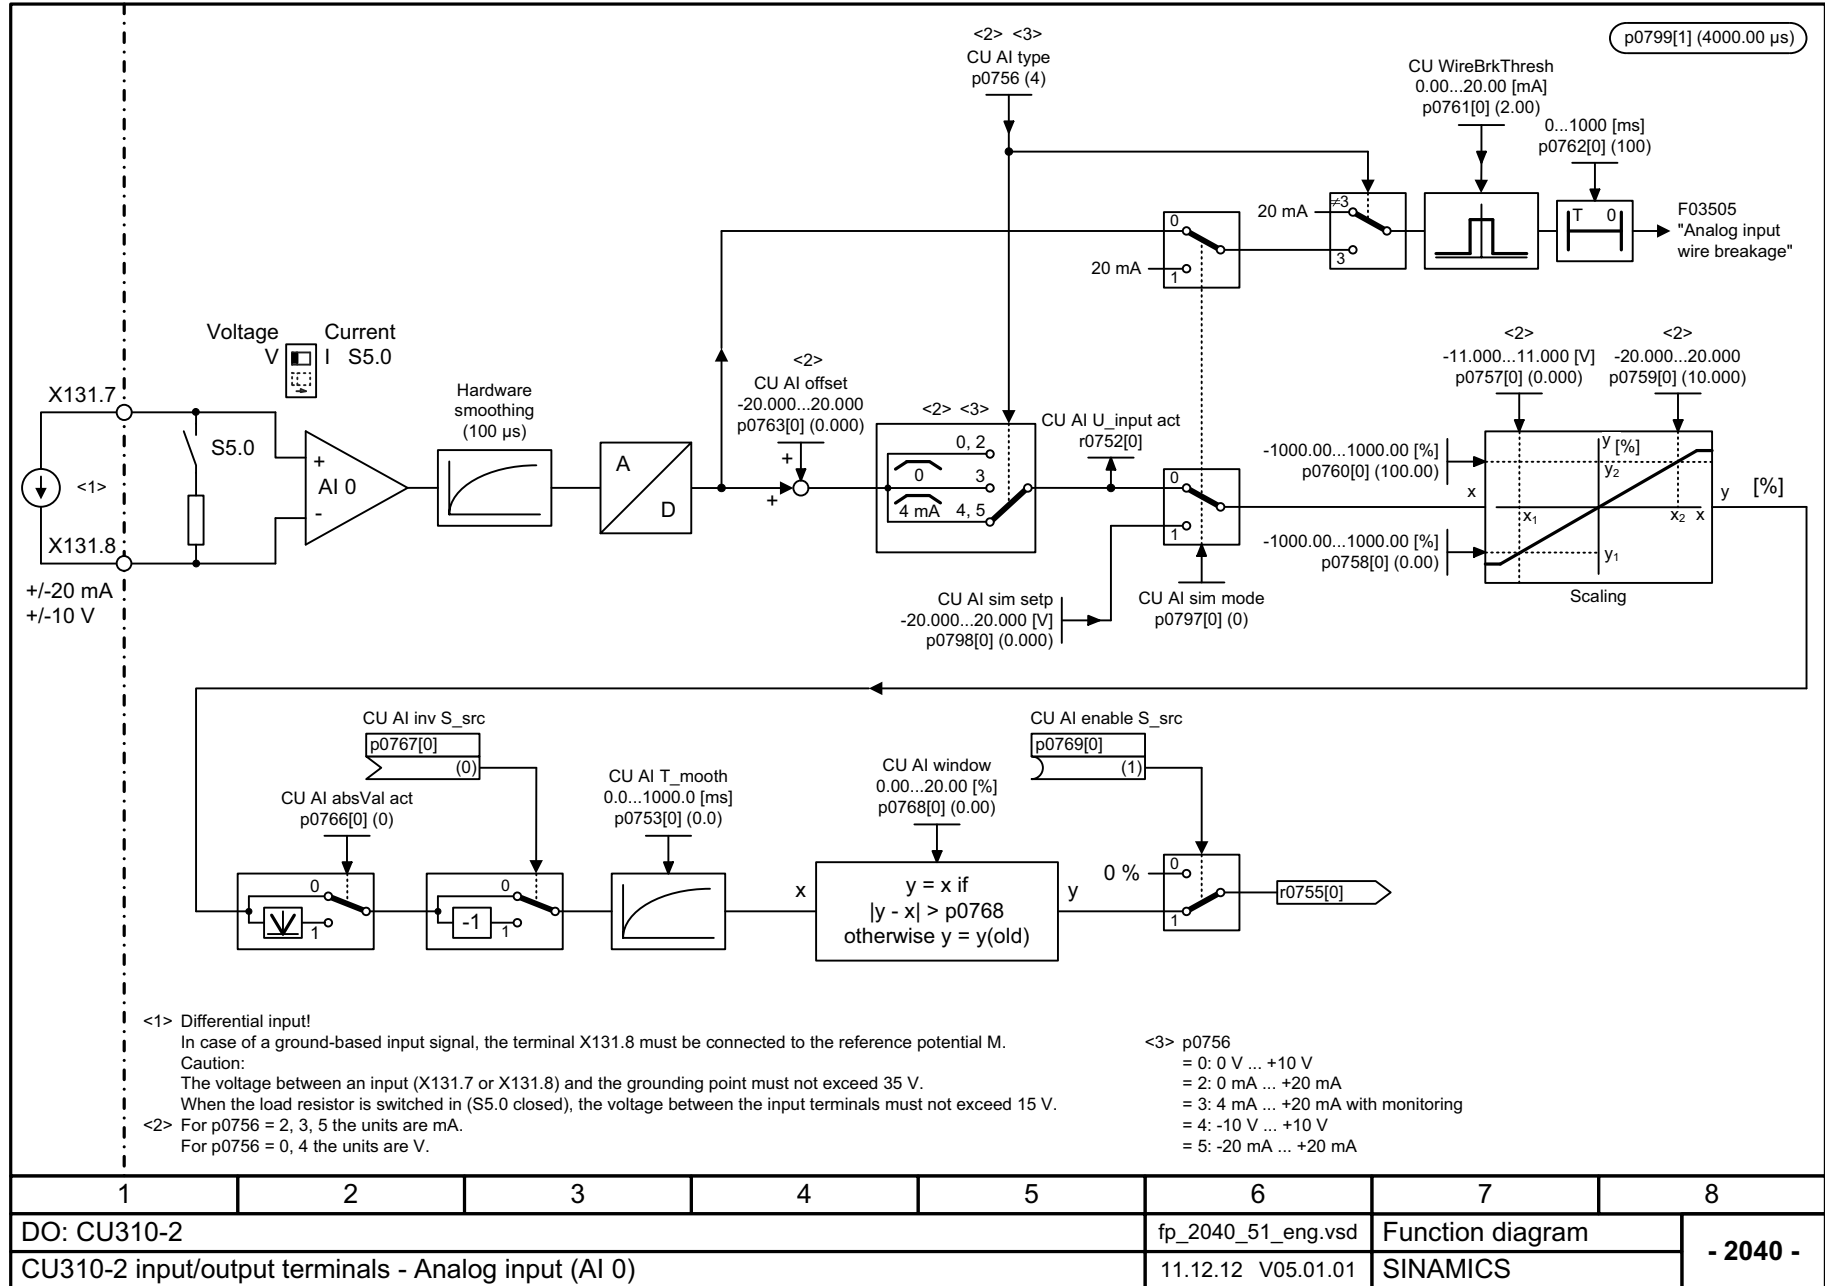 p0799[1] (4000.00 µs)
<2> <3>
CU AI type
p0756 (4)
CU WireBrkThresh
0.00...20.00 [mA]
p0761[0] (2.00)
0...1000 [ms]
p0762[0] (100)
20 mA
≠3
3
T 0
F03505
"Analog input
wire breakage"
0
20 mA
1
Voltage Current
V I S5.0
X131.7
S5.0
<1>
X131.8
+/-20 mA
+/-10 V
+
AI 0
-
Hardware
smoothing
(100 µs)
A
D
<2>
CU AI offset
-20.000...20.000
p0763[0] (0.000)
+
+
<2> <3>
0, 2
0
3
4 mA
4, 5
CU AI U_input act
r0752[0]
0
1
CU AI sim setp
-20.000...20.000 [V]
p0798[0] (0.000)
CU AI sim mode
p0797[0] (0)
<2>
-11.000...11.000 [V]
p0757[0] (0.000)
<2>
-20.000...20.000
p0759[0] (10.000)
-1000.00...1000.00 [%]
p0760[0] (100.00)
x
-1000.00...1000.00 [%]
p0758[0] (0.00)
y [%]
y2
x1
x2 x
y1
Scaling
y [%]
CU AI inv S_src
p0767[0]
(0)
CU AI absVal act
p0766[0] (0)
0
1
0
-1
1
CU AI T_mooth
0.0...1000.0 [ms]
p0753[0] (0.0)
CU AI window
0.00...20.00 [%]
p0768[0] (0.00)
x
y = x if
|y - x| > p0768
otherwise y = y(old)
y
CU AI enable S_src
p0769[0]
(1)
0 %
0
1
r0755[0]
<1> Differential input!
In case of a ground-based input signal, the terminal X131.8 must be connected to the reference potential M.
Caution:
The voltage between an input (X131.7 or X131.8) and the grounding point must not exceed 35 V.
When the load resistor is switched in (S5.0 closed), the voltage between the input terminals must not exceed 15 V.
<2> For p0756 = 2, 3, 5 the units are mA.
For p0756 = 0, 4 the units are V.
<3> p0756
= 0: 0 V ... +10 V
= 2: 0 mA ... +20 mA
= 3: 4 mA ... +20 mA with monitoring
= 4: -10 V ... +10 V
= 5: -20 mA ... +20 mA
1 2 3 4 5 6 7 8
DO: CU310-2
fp_2040_51_eng.vsd
Function diagram
- 2040 -
CU310-2 input/output terminals - Analog input (AI 0)
11.12.12 V05.01.01
SINAMICS